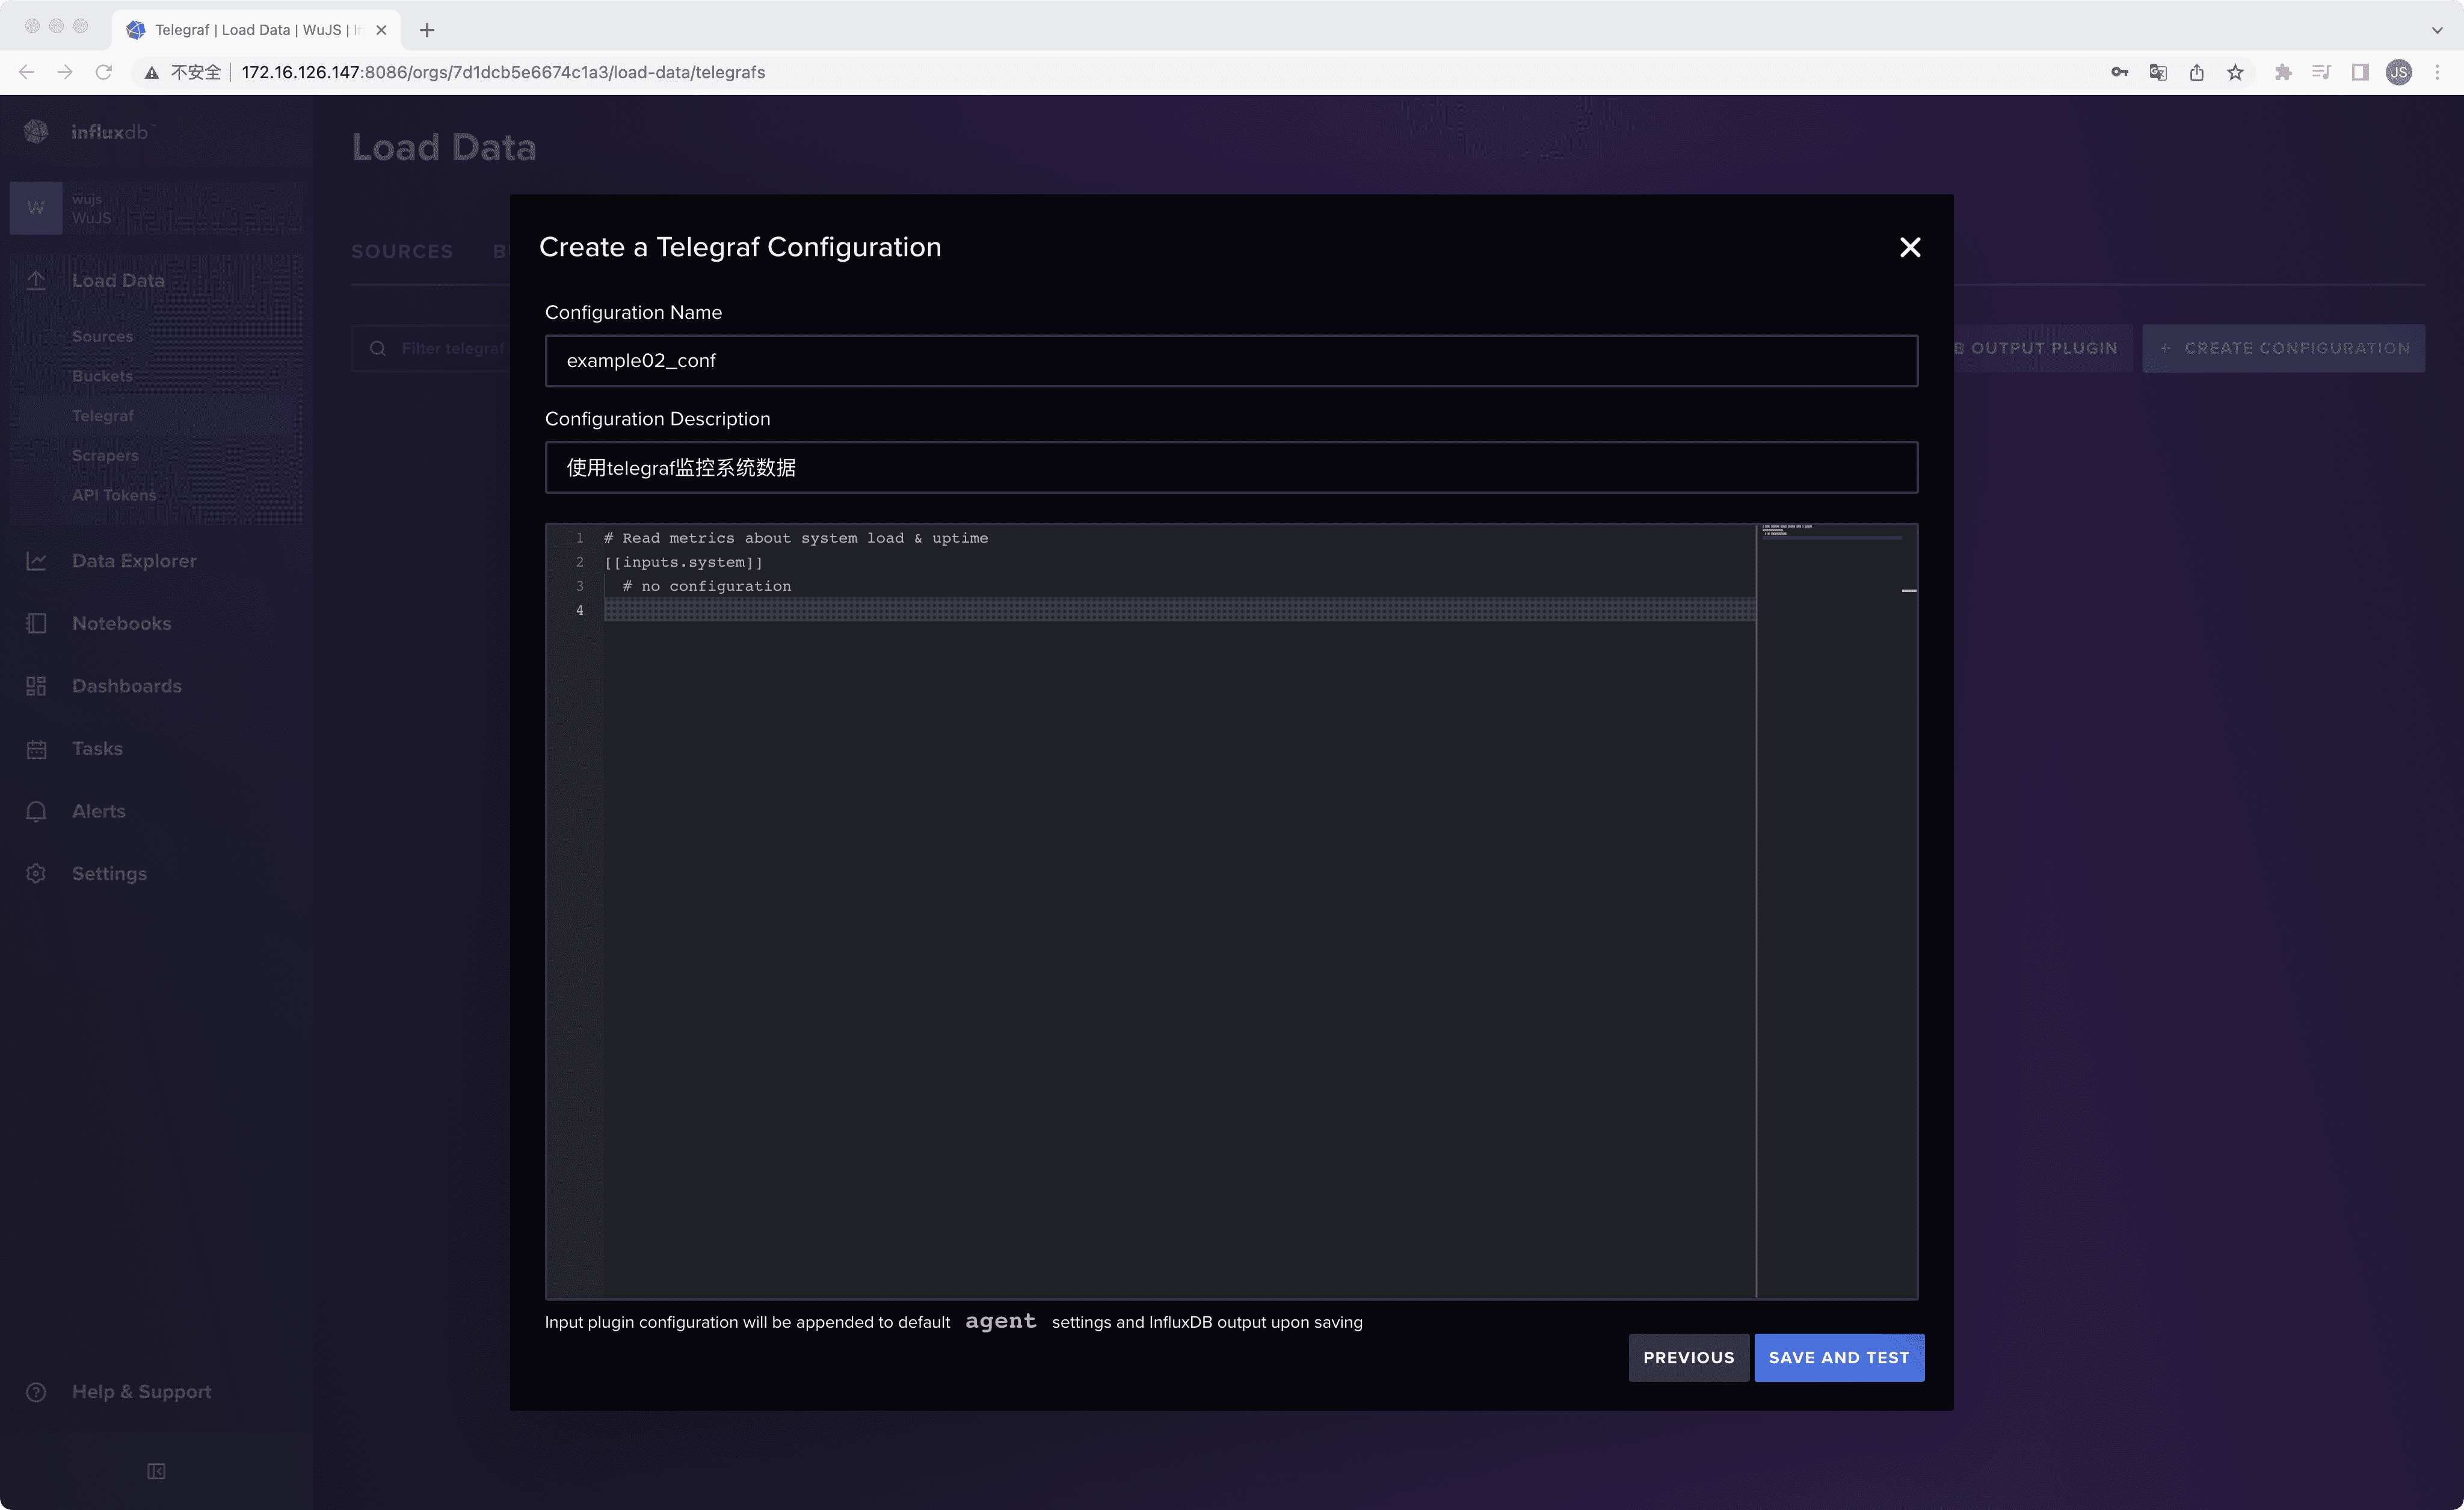 Telegraf | Load Data | WuJS | In
不安全
172.16.126.147:8086/orgs/7d1dcb5e6674c1a3/load-data/telegrafs
JS
influxdb™
W
wujs
WuJS
Load Data
Sources
Buckets
Telegraf
Scrapers
API Tokens
Data Explorer
Notebooks
Dashboards
Tasks
Alerts
Settings
Help & Support
Load Data
SOURCES
Filter telegraf
B OUTPUT PLUGIN
+ CREATE CONFIGURATION
Create a Telegraf Configuration
Configuration Name
example02_conf
Configuration Description
使用telegraf监控系统数据
1 # Read metrics about system load & uptime
2 [[inputs.system]]
3 # no configuration
4
Input plugin configuration will be appended to default agent settings and InfluxDB output upon saving
PREVIOUS
SAVE AND TEST